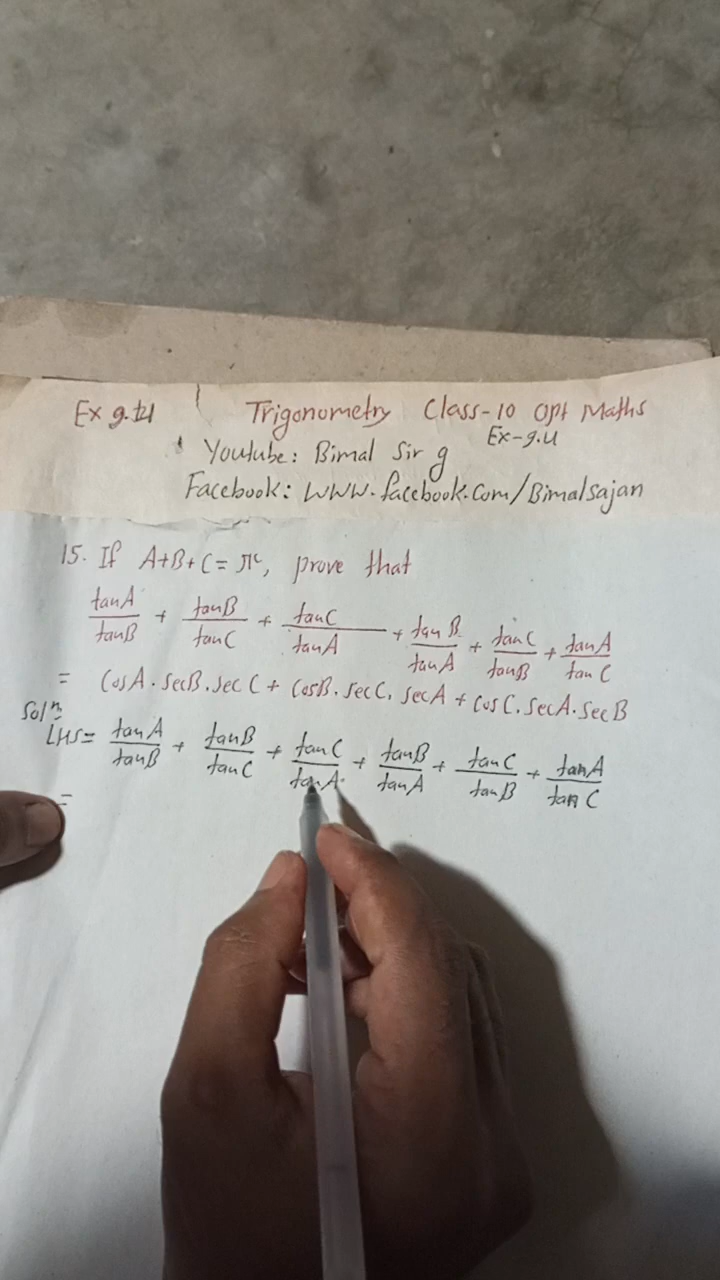 Ex 9.4 Trigonometry Class-10 Opt Maths
Ex-9.4
Youtube: Bimal Sir g
Facebook: www.facebook.com/Bimalsajan
15. If A+B+C = π^c, prove that
tanA/tanB + tanB/tanC + tanC/tanA + tanB/tanA + tanC/tanB + tanA/tanC
= CosA.SecB.SecC + CosB.SecC.SecA + CosC.SecA.SecB
Solⁿ
LHS = tanA/tanB + tanB/tanC + tanC/tanA + tanB/tanA + tanC/tanB + tanA/tanC
=